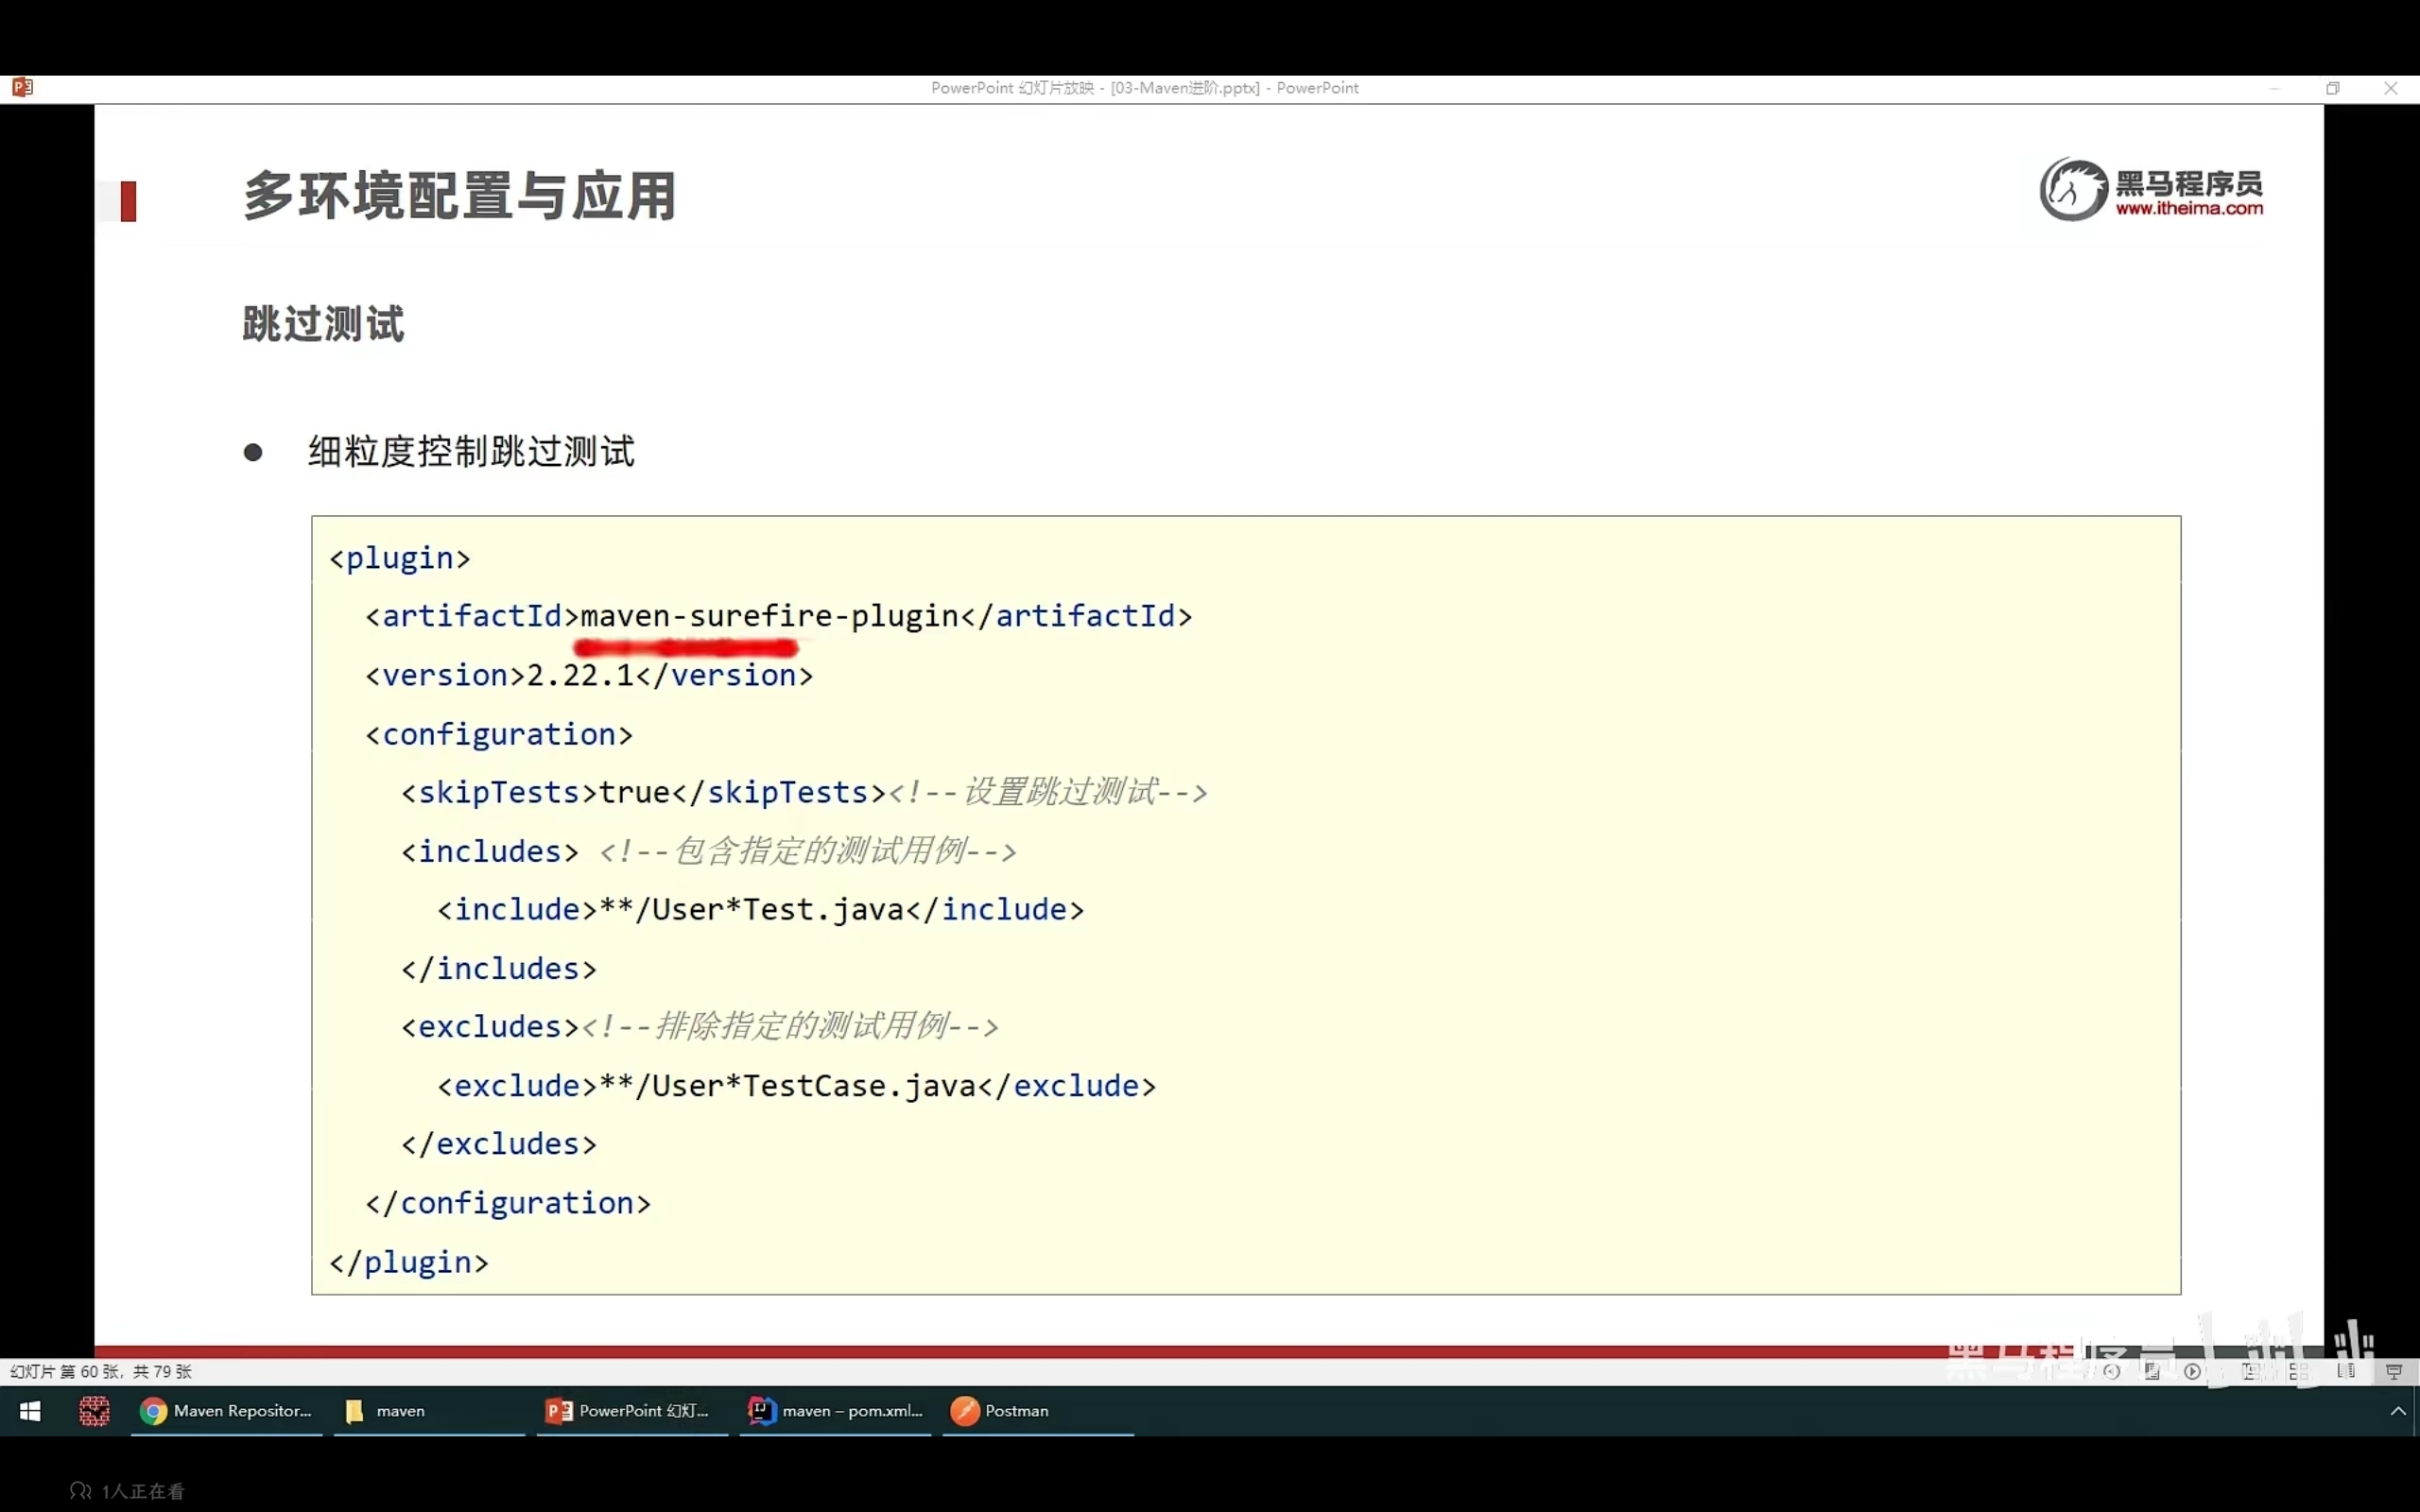 PowerPoint 幻灯片放映 - [03-Maven进阶.pptx] - PowerPoint
多环境配置与应用
黑马程序员
www.itheima.com
跳过测试
● 细粒度控制跳过测试
<plugin>
<artifactId>maven-surefire-plugin</artifactId>
<version>2.22.1</version>
<configuration>
<skipTests>true</skipTests><!--设置跳过测试-->
<includes> <!--包含指定的测试用例-->
<include>**/User*Test.java</include>
</includes>
<excludes><!--排除指定的测试用例-->
<exclude>**/User*TestCase.java</exclude>
</excludes>
</configuration>
</plugin>
黑马程序员
幻灯片 第 60 张，共 79 张
Maven Repositor... maven PowerPoint 幻灯... maven – pom.xml... Postman
1人正在看